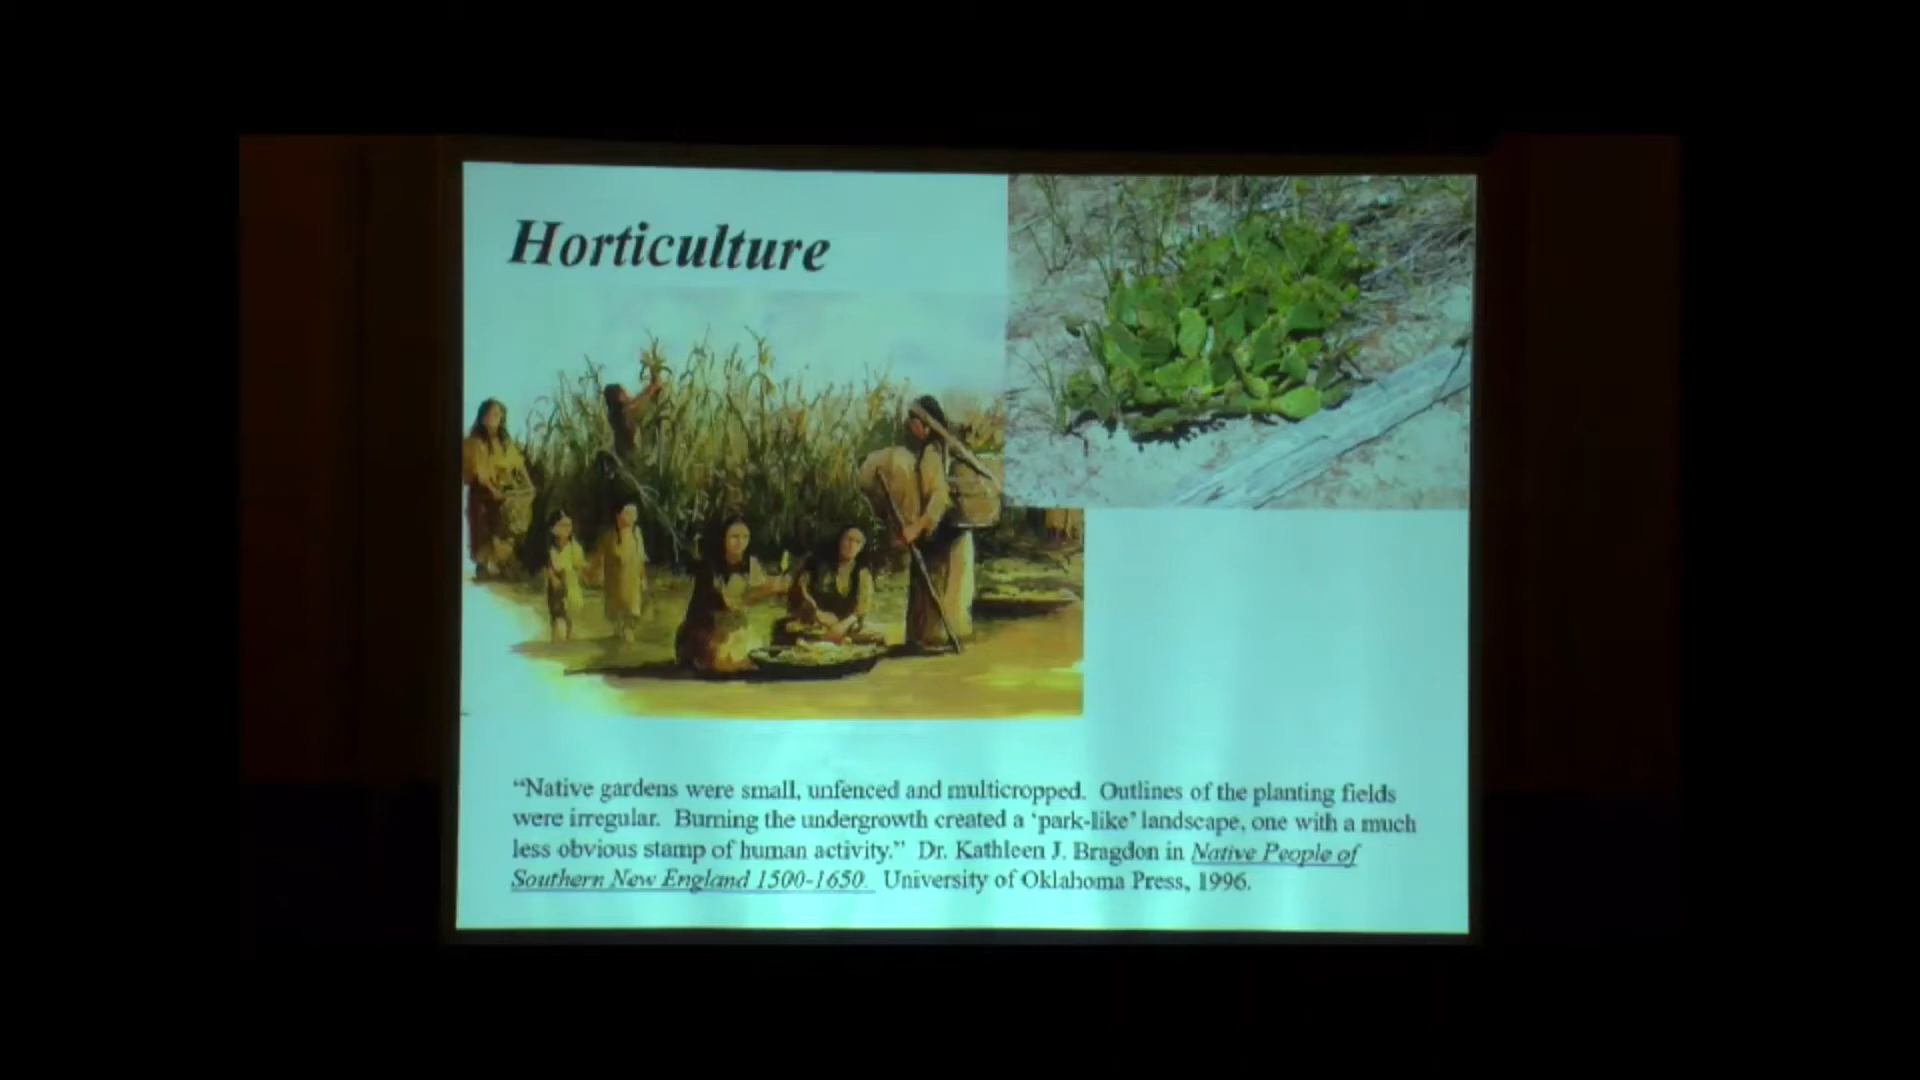 Horticulture
“Native gardens were small, unfenced and multicropped. Outlines of the planting fields
were irregular. Burning the undergrowth created a ‘park-like’ landscape, one with a much
less obvious stamp of human activity.” Dr. Kathleen J. Bragdon in Native People of
Southern New England 1500-1650. University of Oklahoma Press, 1996.